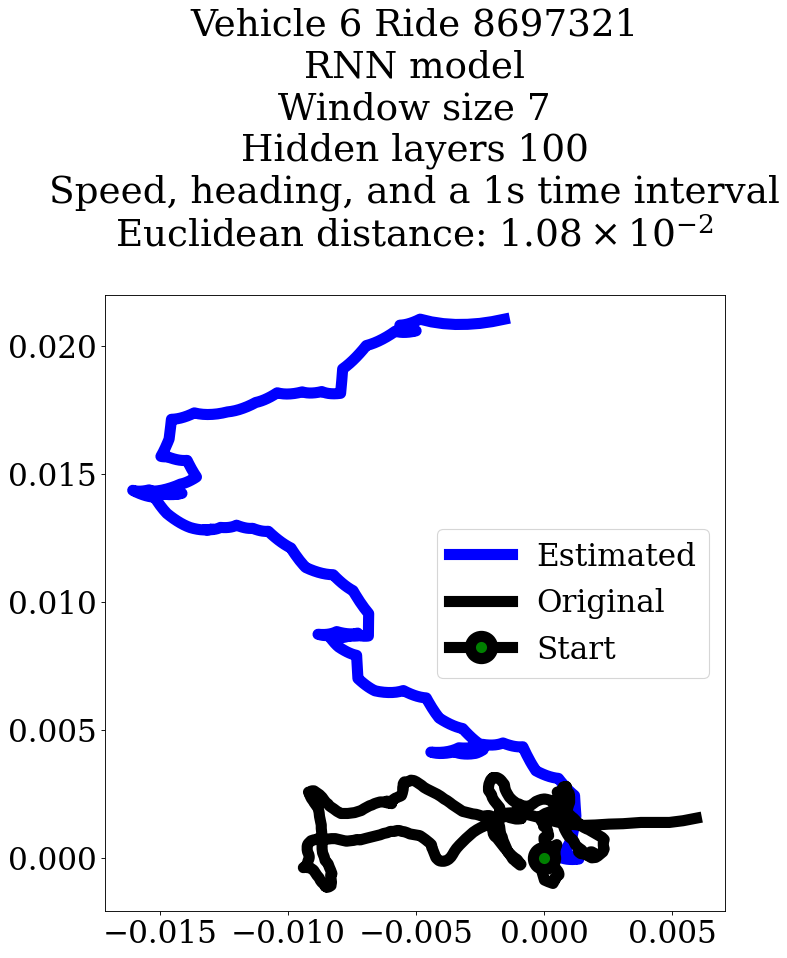 Vehicle 6 Ride 8697321
RNN model
Window size 7
Hidden layers 100
Speed, heading, and a 1s time interval
Euclidean distance: 1.08 × 10⁻²
0.020
0.015
0.010
0.005
0.000
Estimated
Original
Start
−0.015 −0.010 −0.005 0.000 0.005